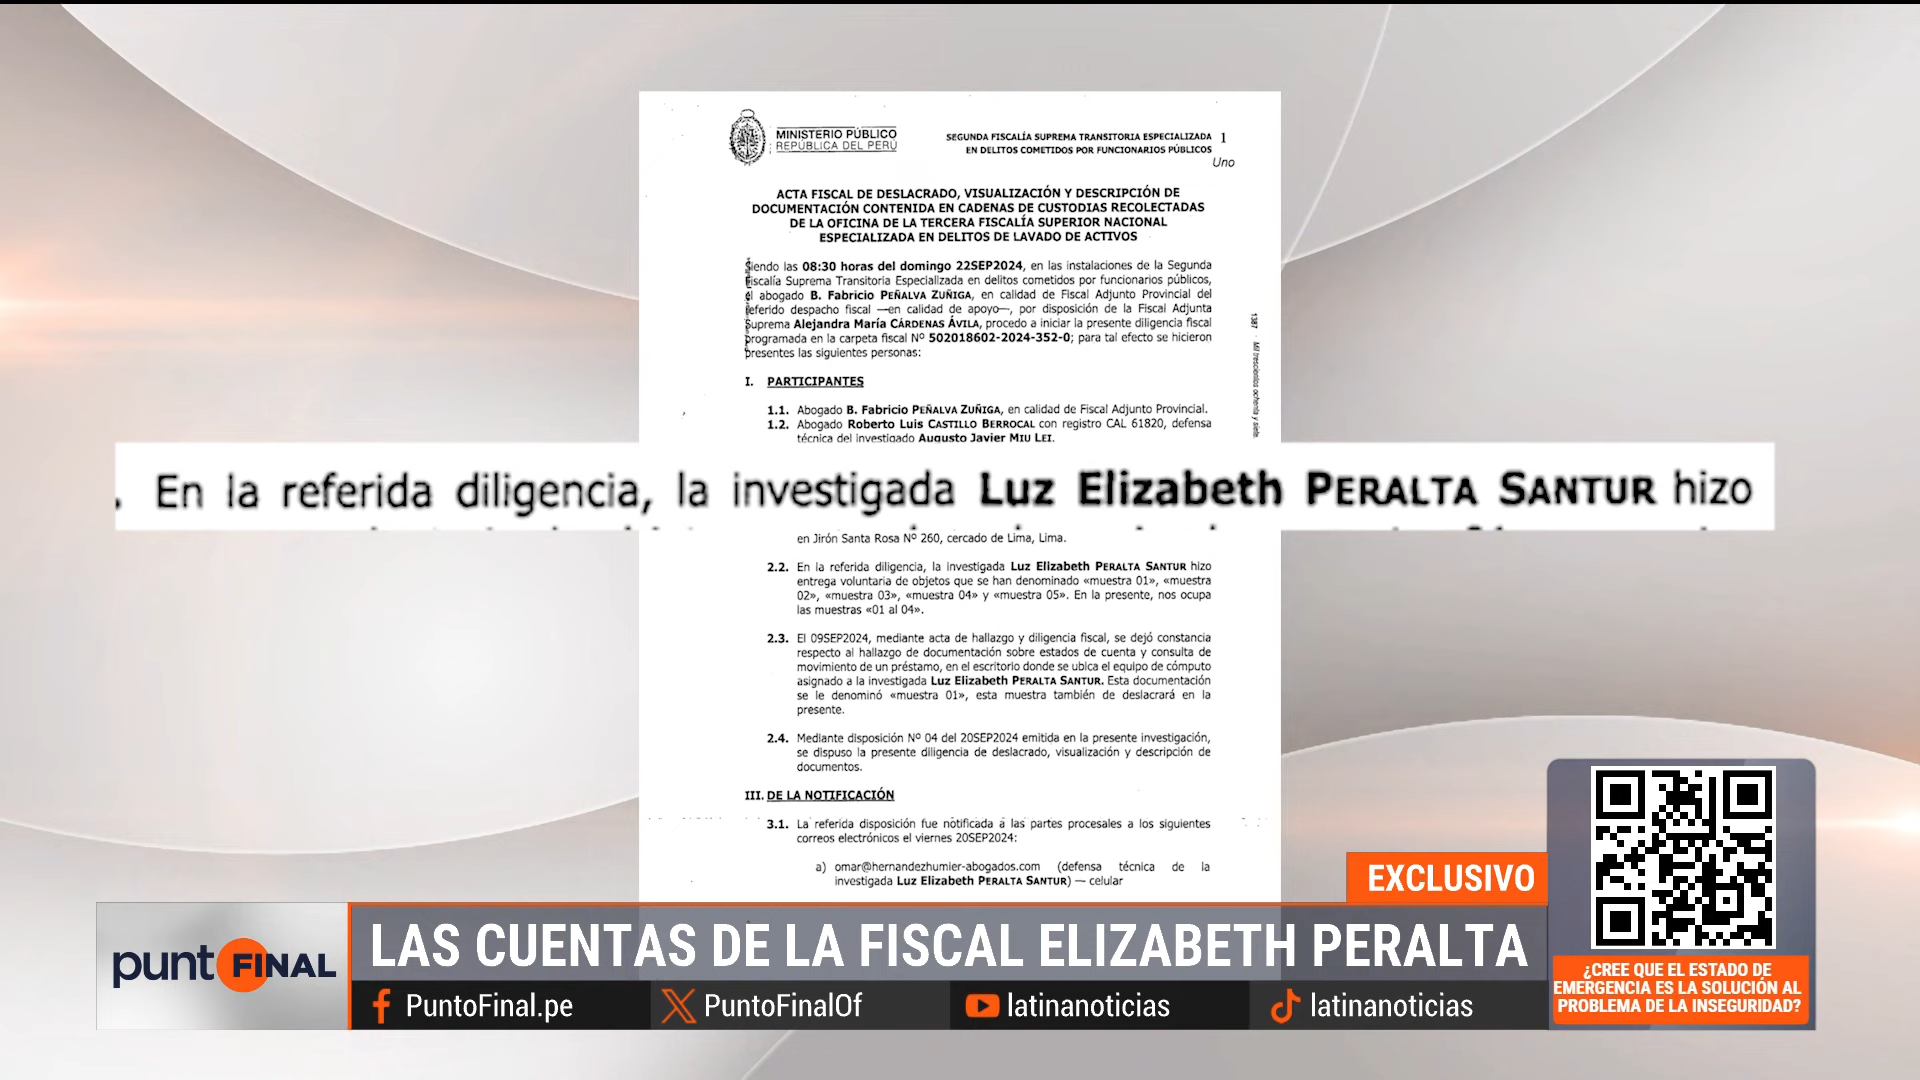 MINISTERIO PÚBLICO
REPÚBLICA DEL PERÚ
SEGUNDA FISCALÍA SUPREMA TRANSITORIA ESPECIALIZADA 1
EN DELITOS COMETIDOS POR FUNCIONARIOS PÚBLICOS
Uno
ACTA FISCAL DE DESLACRADO, VISUALIZACIÓN Y DESCRIPCIÓN DE
DOCUMENTACIÓN CONTENIDA EN CADENAS DE CUSTODIAS RECOLECTADAS
DE LA OFICINA DE LA TERCERA FISCALÍA SUPERIOR NACIONAL
ESPECIALIZADA EN DELITOS DE LAVADO DE ACTIVOS
Siendo las 08:30 horas del domingo 22SEP2024, en las instalaciones de la Segunda
Fiscalía Suprema Transitoria Especializada en delitos cometidos por funcionarios públicos,
el abogado B. Fabricio PEÑALVA ZUÑIGA, en calidad de Fiscal Adjunto Provincial del
referido despacho fiscal —en calidad de apoyo—, por disposición de la Fiscal Adjunta
Suprema Alejandra María CÁRDENAS ÁVILA, procedo a iniciar la presente diligencia fiscal
programada en la carpeta fiscal Nº 502018602-2024-352-0; para tal efecto se hicieron
presentes las siguientes personas:
1387 Mil trescientos ochenta y siete
I. PARTICIPANTES
1.1. Abogado B. Fabricio PEÑALVA ZUÑIGA, en calidad de Fiscal Adjunto Provincial.
1.2. Abogado Roberto Luis CASTILLO BERROCAL con registro CAL 61820, defensa
técnica del investigado Augusto Javier MIU LEI.
. En la referida diligencia, la investigada Luz Elizabeth PERALTA SANTUR hizo
en Jirón Santa Rosa Nº 260, cercado de Lima, Lima.
2.2. En la referida diligencia, la investigada Luz Elizabeth PERALTA SANTUR hizo
entrega voluntaria de objetos que se han denominado «muestra 01», «muestra
02», «muestra 03», «muestra 04» y «muestra 05». En la presente, nos ocupa
las muestras «01 al 04».
2.3. El 09SEP2024, mediante acta de hallazgo y diligencia fiscal, se dejó constancia
respecto al hallazgo de documentación sobre estados de cuenta y consulta de
movimiento de un préstamo, en el escritorio donde se ubica el equipo de cómputo
asignado a la investigada Luz Elizabeth PERALTA SANTUR. Esta documentación
se le denominó «muestra 01», esta muestra también de deslacrará en la
presente.
2.4. Mediante disposición Nº 04 del 20SEP2024 emitida en la presente investigación,
se dispuso la presente diligencia de deslacrado, visualización y descripción de
documentos.
III. DE LA NOTIFICACIÓN
3.1. La referida disposición fue notificada a las partes procesales a los siguientes
correos electrónicos el viernes 20SEP2024:
a) omar@hernandezhumier-abogados.com (defensa técnica de la
investigada Luz Elizabeth PERALTA SANTUR) — celular
EXCLUSIVO
punto FINAL
LAS CUENTAS DE LA FISCAL ELIZABETH PERALTA
PuntoFinal.pe
PuntoFinalOf
latinanoticias
latinanoticias
¿CREE QUE EL ESTADO DE
EMERGENCIA ES LA SOLUCIÓN AL
PROBLEMA DE LA INSEGURIDAD?